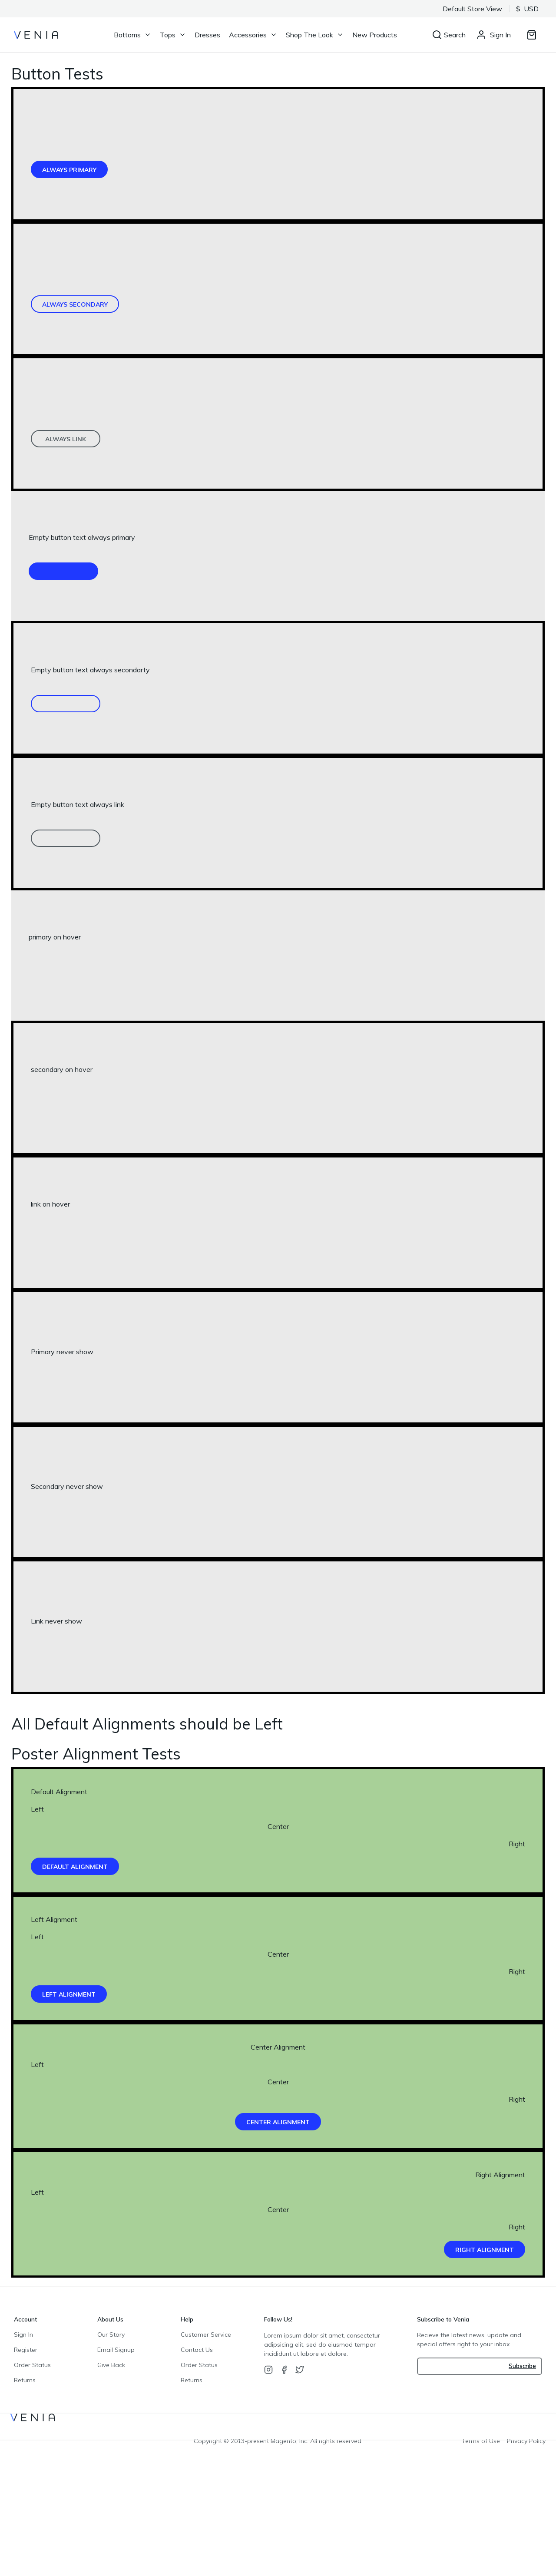 Default Store View $ USD
VENIA Bottoms Tops Dresses Accessories Shop The Look New Products Search Sign In
Button Tests
ALWAYS PRIMARY
ALWAYS SECONDARY
ALWAYS LINK
Empty button text always primary
Empty button text always secondarty
Empty button text always link
primary on hover
secondary on hover
link on hover
Primary never show
Secondary never show
Link never show
All Default Alignments should be Left
Poster Alignment Tests
Default Alignment
Left
Center
Right
DEFAULT ALIGNMENT
Left Alignment
Left
Center
Right
LEFT ALIGNMENT
Center Alignment
Left
Center
Right
CENTER ALIGNMENT
Right Alignment
Left
Center
Right
RIGHT ALIGNMENT
Account
Sign In
Register
Order Status
Returns
About Us
Our Story
Email Signup
Give Back
Help
Customer Service
Contact Us
Order Status
Returns
Follow Us!
Lorem ipsum dolor sit amet, consectetur
adipisicing elit, sed do eiusmod tempor
incididunt ut labore et dolore.
Subscribe to Venia
Recieve the latest news, update and
special offers right to your inbox.
Subscribe
VENIA
Copyright © 2013-present Magento, Inc. All rights reserved. Terms of Use Privacy Policy